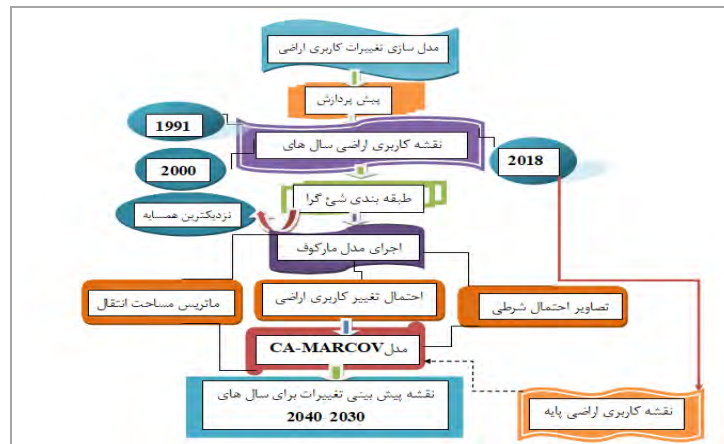 مدل سازی تغییرات کاربری اراضی
پیش پردازش
1991
نقشه کاربری اراضی سال های
2018
2000
طبقه بندی شئ گرا
نزدیکترین همسایه
اجرای مدل مارکوف
ماتریس مساحت انتقال
احتمال تغییر کاربری اراضی
تصاویر احتمال شرطی
مدل CA-MARCOV
نقشه پیش بینی تغییرات برای سال های
2040-2030
نقشه کاربری اراضی پایه